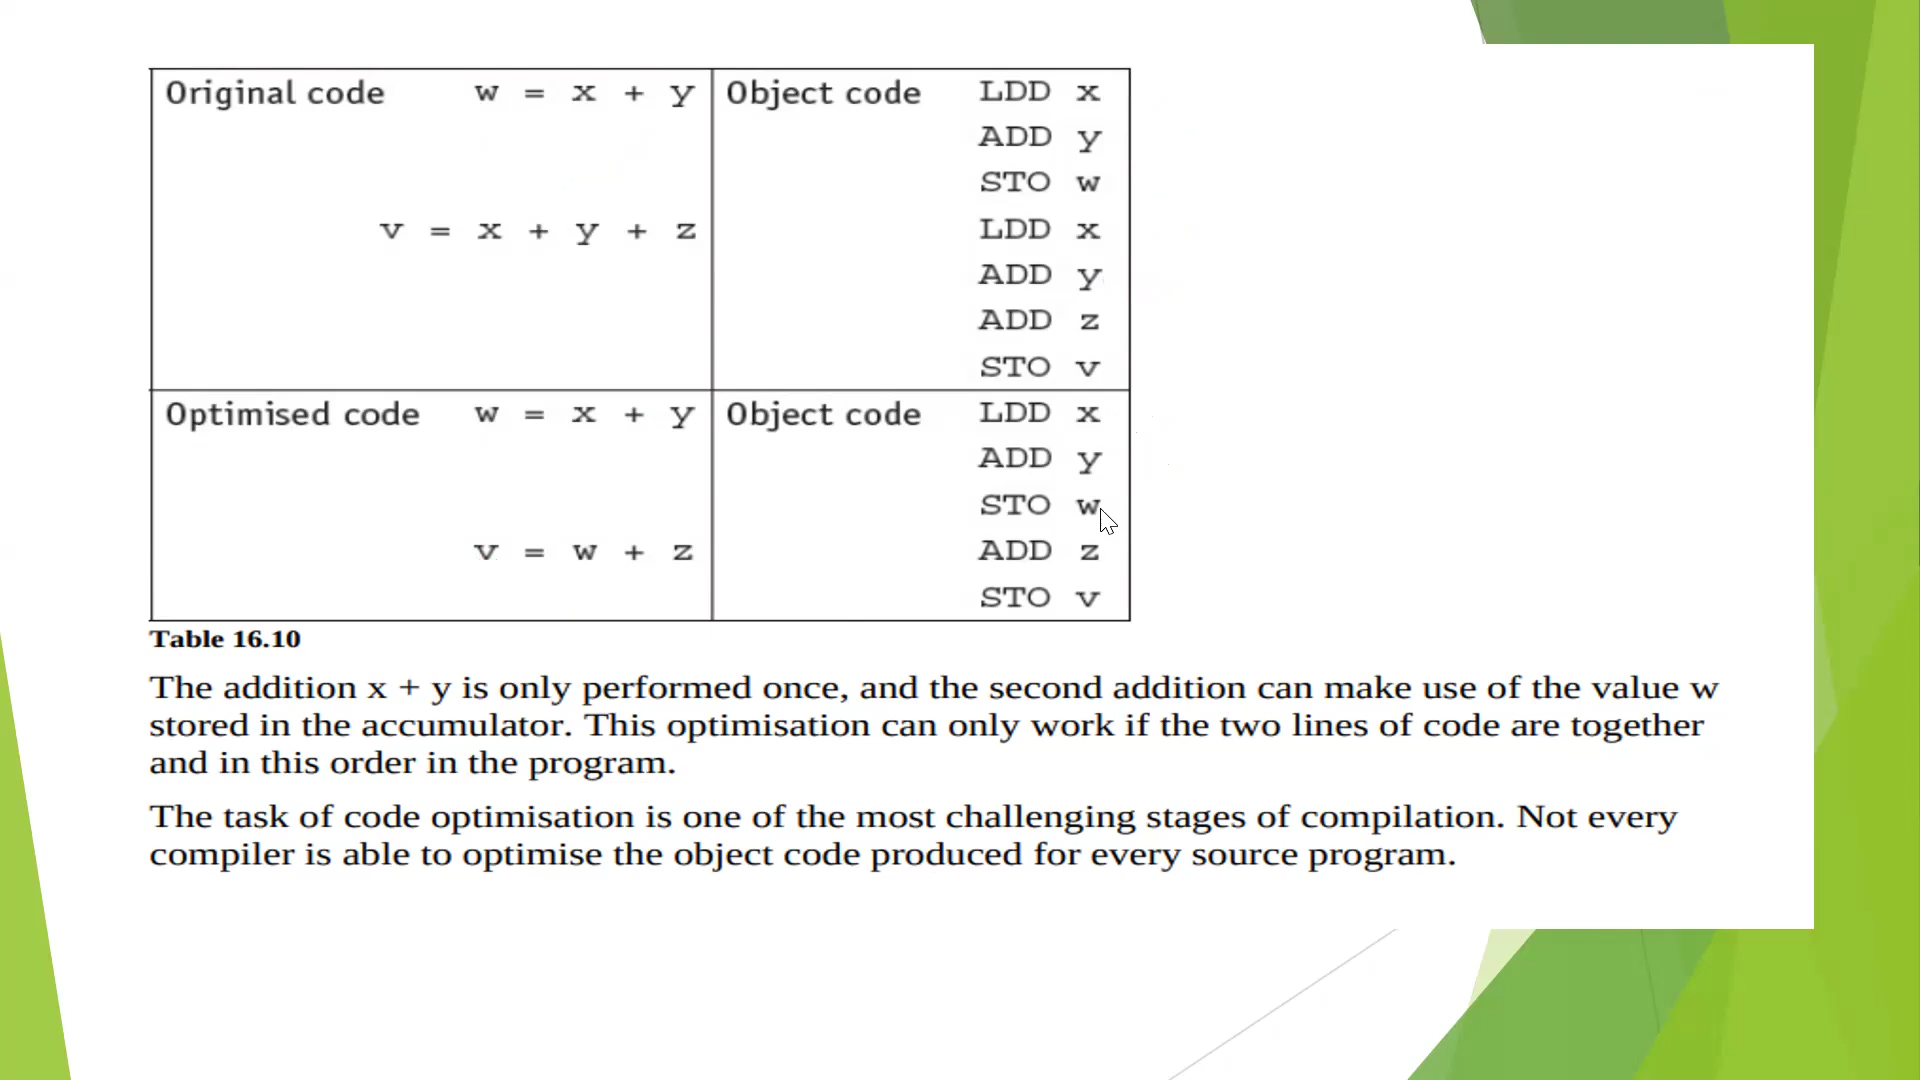 Original code w = x + y Object code LDD x
ADD y
STO w
v = x + y + z LDD x
ADD y
ADD z
STO v
Optimised code w = x + y Object code LDD x
ADD y
STO w
v = w + z ADD z
STO v
Table 16.10
The addition x + y is only performed once, and the second addition can make use of the value w
stored in the accumulator. This optimisation can only work if the two lines of code are together
and in this order in the program.
The task of code optimisation is one of the most challenging stages of compilation. Not every
compiler is able to optimise the object code produced for every source program.